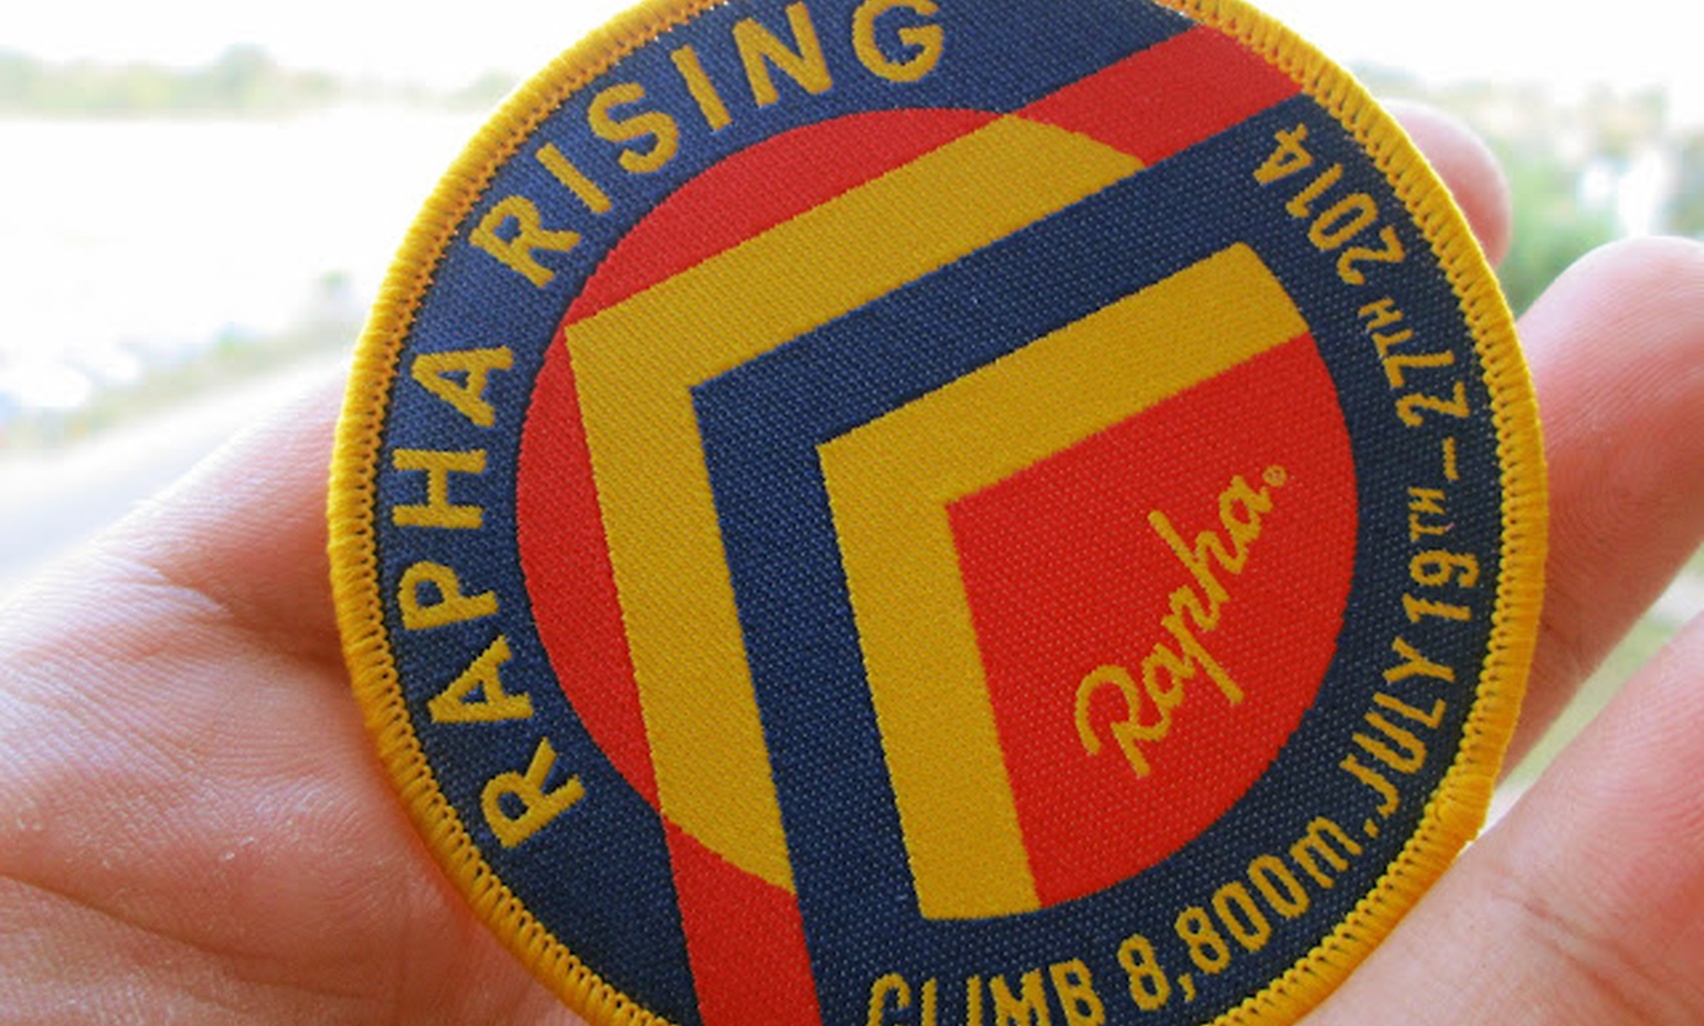 RAPHA RISING
CLIMB 8,800m. JULY 19TH - 27TH 2014
Rapha.®